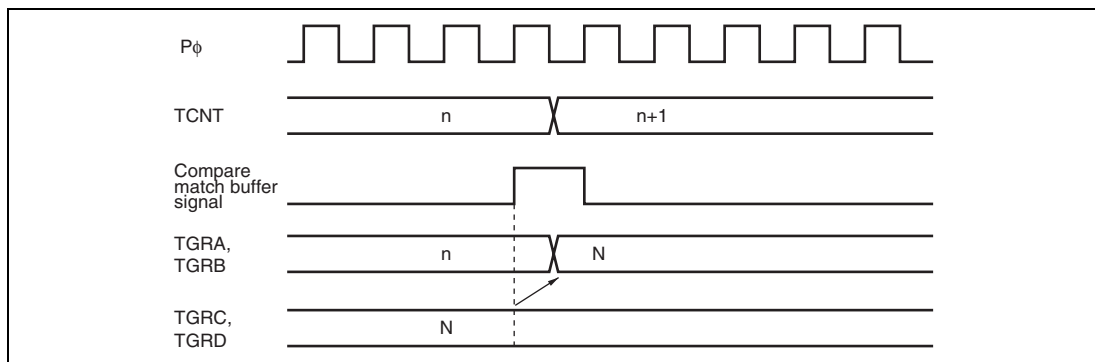 Pϕ
TCNT n n+1
Compare
match buffer
signal
TGRA,
TGRB n N
TGRC,
TGRD N